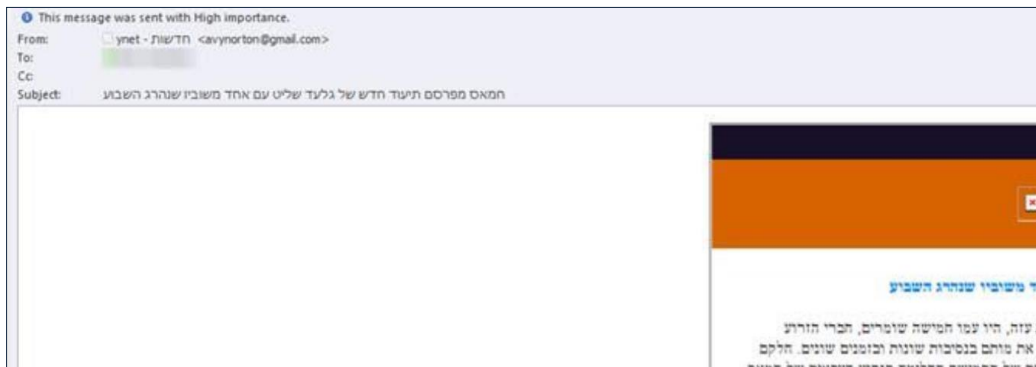 This message was sent with High importance.
From: ynet - חדשות <avynorton@gmail.com>
To:
Cc:
Subject: חמאס מפרסם תיעוד חדש של גלעד שליט עם אחד משוביו שנהרג השבוע
ד משוביו שנהרג השבוע
עזה, היו עמו חמישה שומרים, חברי הזרוע
את מותם בנסיבות שונות ובזמנים שונים. חלקם